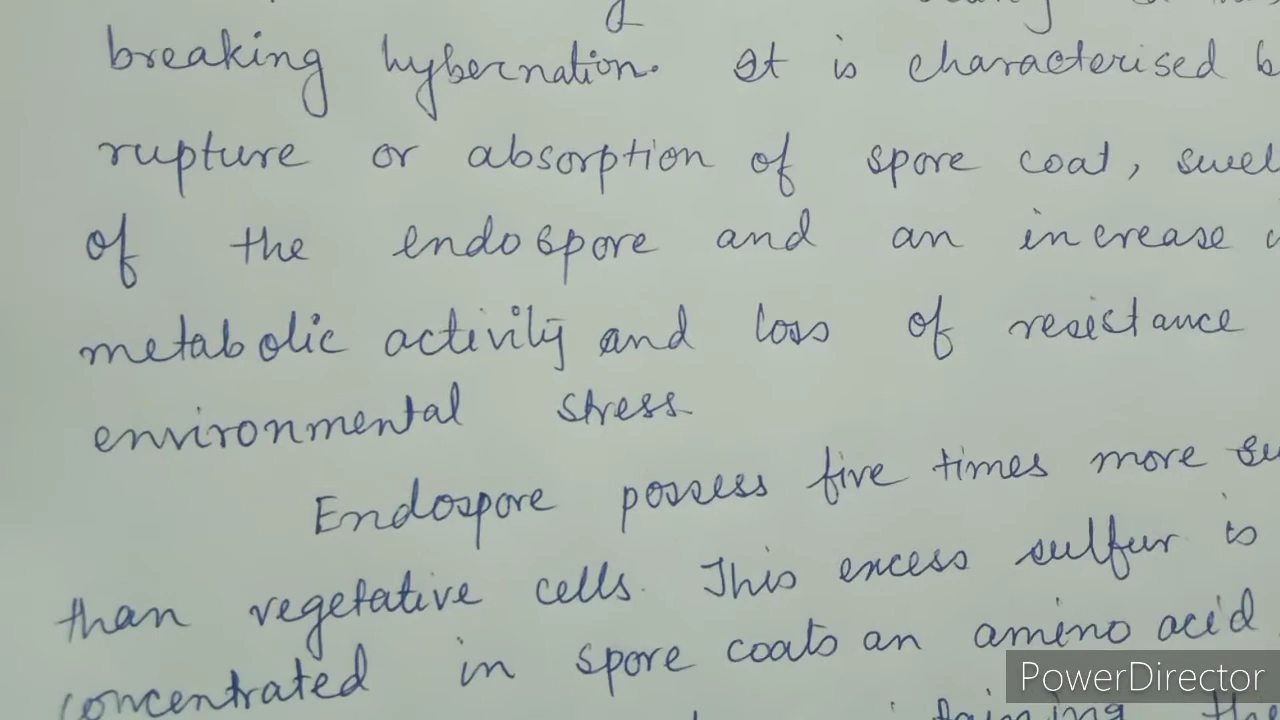 breaking hybernation. It is characterised b
rupture or absorption of spore coat, swel
of the endospore and an increase
metabolic activity and loss of resistance
environmental stress
Endospore possess five times more su
than vegetative cells. This excess sulfur is
concentrated in spore coats an amino acid
PowerDirector